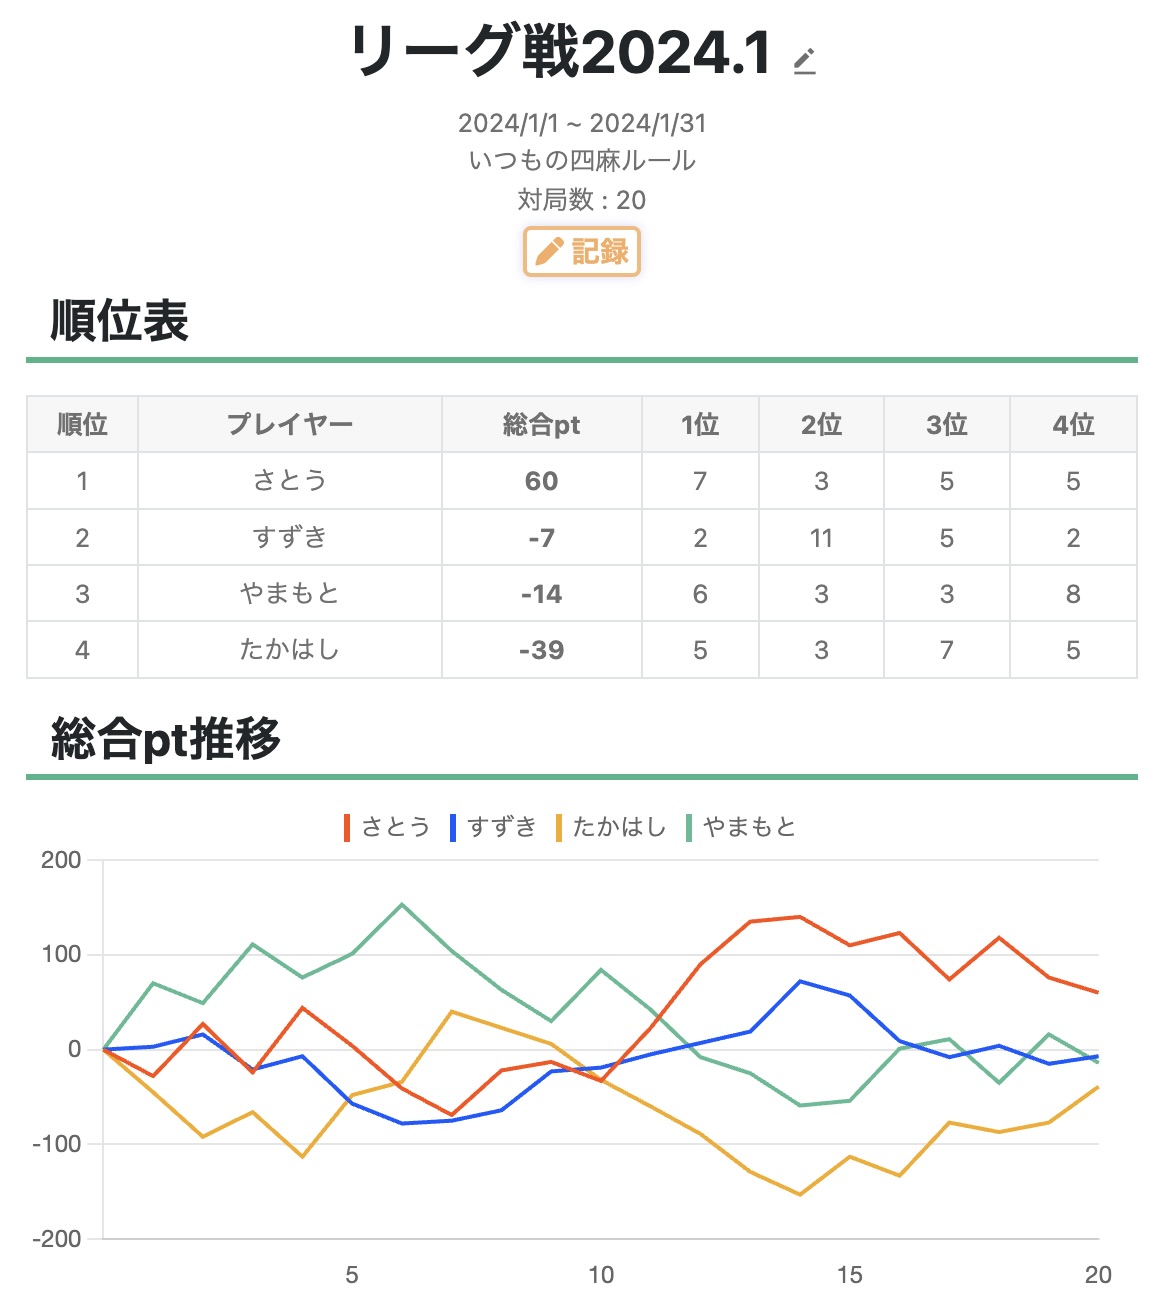 リーグ戦2024.1
2024/1/1 ~ 2024/1/31
いつもの四麻ルール
対局数 : 20
記録
順位表
順位 プレイヤー 総合pt 1位 2位 3位 4位
1 さとう 60 7 3 5 5
2 すずき -7 2 11 5 2
3 やまもと -14 6 3 3 8
4 たかはし -39 5 3 7 5
総合pt推移
さとう すずき たかはし やまもと
200
100
0
-100
-200
5 10 15 20